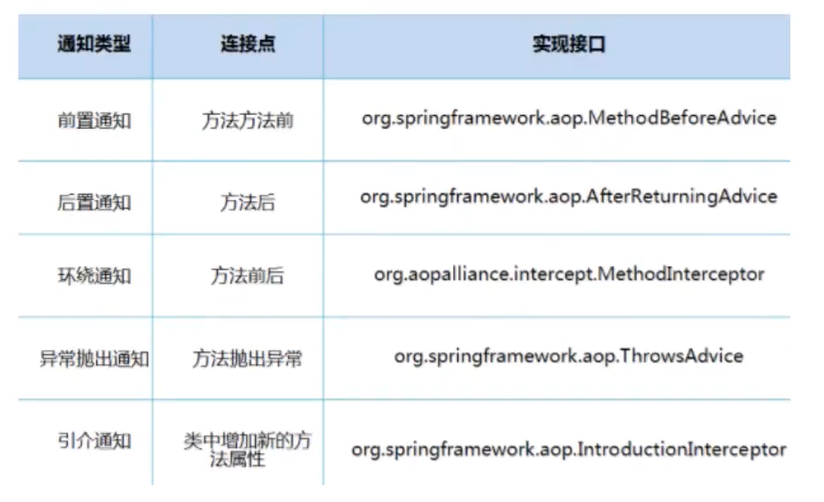 通知类型 连接点 实现接口
前置通知 方法方法前 org.springframework.aop.MethodBeforeAdvice
后置通知 方法后 org.springframework.aop.AfterReturningAdvice
环绕通知 方法前后 org.aopalliance.intercept.MethodInterceptor
异常抛出通知 方法抛出异常 org.springframework.aop.ThrowsAdvice
引介通知 类中增加新的方
法属性 org.springframework.aop.IntroductionInterceptor